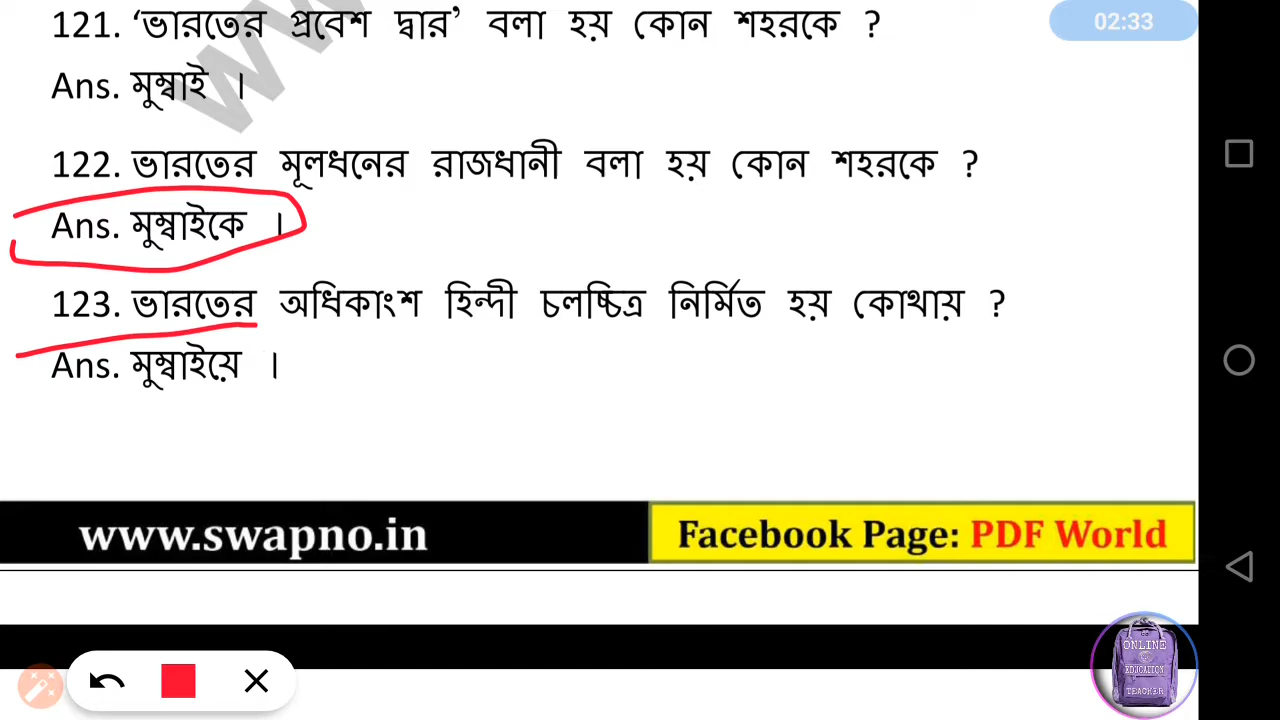 121. ‘ভারতের প্রবেশ দ্বার’ বলা হয় কোন শহরকে ?
02:33
Ans. মুম্বাই ।
122. ভারতের মূলধনের রাজধানী বলা হয় কোন শহরকে ?
Ans. মুম্বাইকে ।
123. ভারতের অধিকাংশ হিন্দী চলচ্চিত্র নির্মিত হয় কোথায় ?
Ans. মুম্বাইয়ে ।
www.swapno.in
Facebook Page: PDF World
ONLINE
EDUCATION
TEACHER